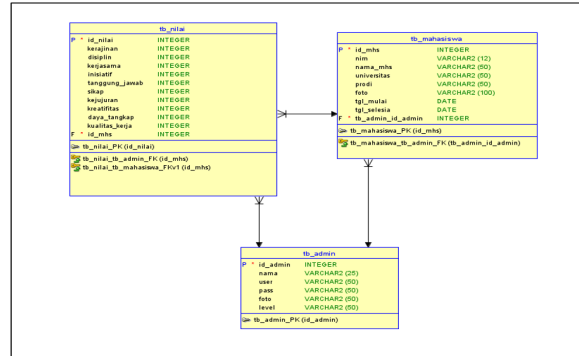 tb_nilai
P * id_nilai INTEGER
kerajinan INTEGER
disiplin INTEGER
kerjasama INTEGER
inisiatif INTEGER
tanggung_jawab INTEGER
sikap INTEGER
kejujuran INTEGER
kreatifitas INTEGER
daya_tangkap INTEGER
kualitas_kerja INTEGER
F * id_mhs INTEGER
tb_nilai_PK (id_nilai)
tb_nilai_tb_admin_FK (id_mhs)
tb_nilai_tb_mahasiswa_FKv1 (id_mhs)
tb_mahasiswa
P * id_mhs INTEGER
nim VARCHAR2 (12)
nama_mhs VARCHAR2 (50)
universitas VARCHAR2 (50)
prodi VARCHAR2 (50)
foto VARCHAR2 (100)
tgl_mulai DATE
tgl_selesia DATE
F * tb_admin_id_admin INTEGER
tb_mahasiswa_PK (id_mhs)
tb_mahasiswa_tb_admin_FK (tb_admin_id_admin)
tb_admin
P * id_admin INTEGER
nama VARCHAR2 (25)
user VARCHAR2 (50)
pass VARCHAR2 (50)
foto VARCHAR2 (50)
level VARCHAR2 (50)
tb_admin_PK (id_admin)